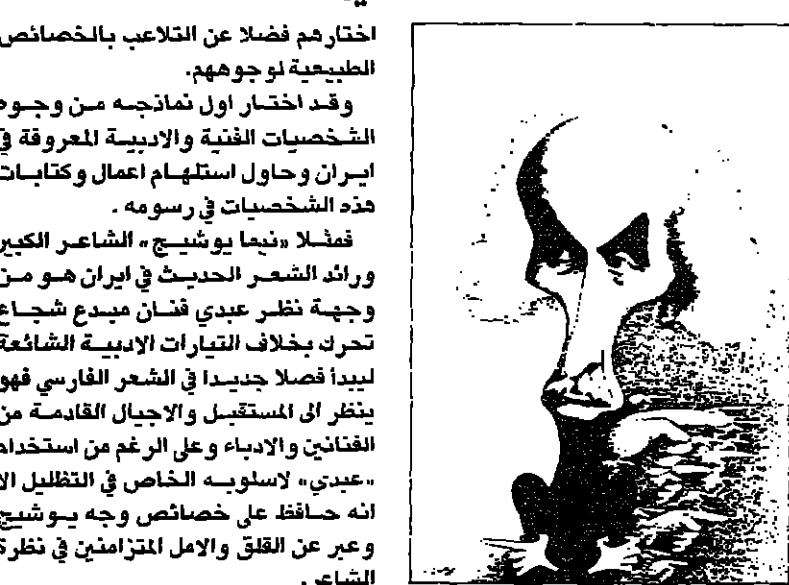 اختارهم فضلا عن التلاعب بالخصائص
الطبيعية لوجوههم.
وقد اختار اول نماذجه من وجوه
الشخصيات الفنية والادبية المعروفة في
ايران وحاول استلهام اعمال وكتابات
هذه الشخصيات في رسومه .
فمثلا «نيما يوشيج» الشاعر الكبير
ورائد الشعر الحديث في ايران هو من
وجهة نظر عبدي فنان مبدع شجاع
تحرك بخلاف التيارات الادبية الشائعة
ليبدأ فصلا جديدا في الشعر الفارسي فهو
ينظر الى المستقبل والاجيال القادمة من
الفنانين والادباء وعلى الرغم من استخدام
«عبدي» لاسلوبه الخاص في التظليل الا
انه حافظ على خصائص وجه يوشيج
وعبر عن القلق والامل المتزامنين في نظرة
الشاعر.